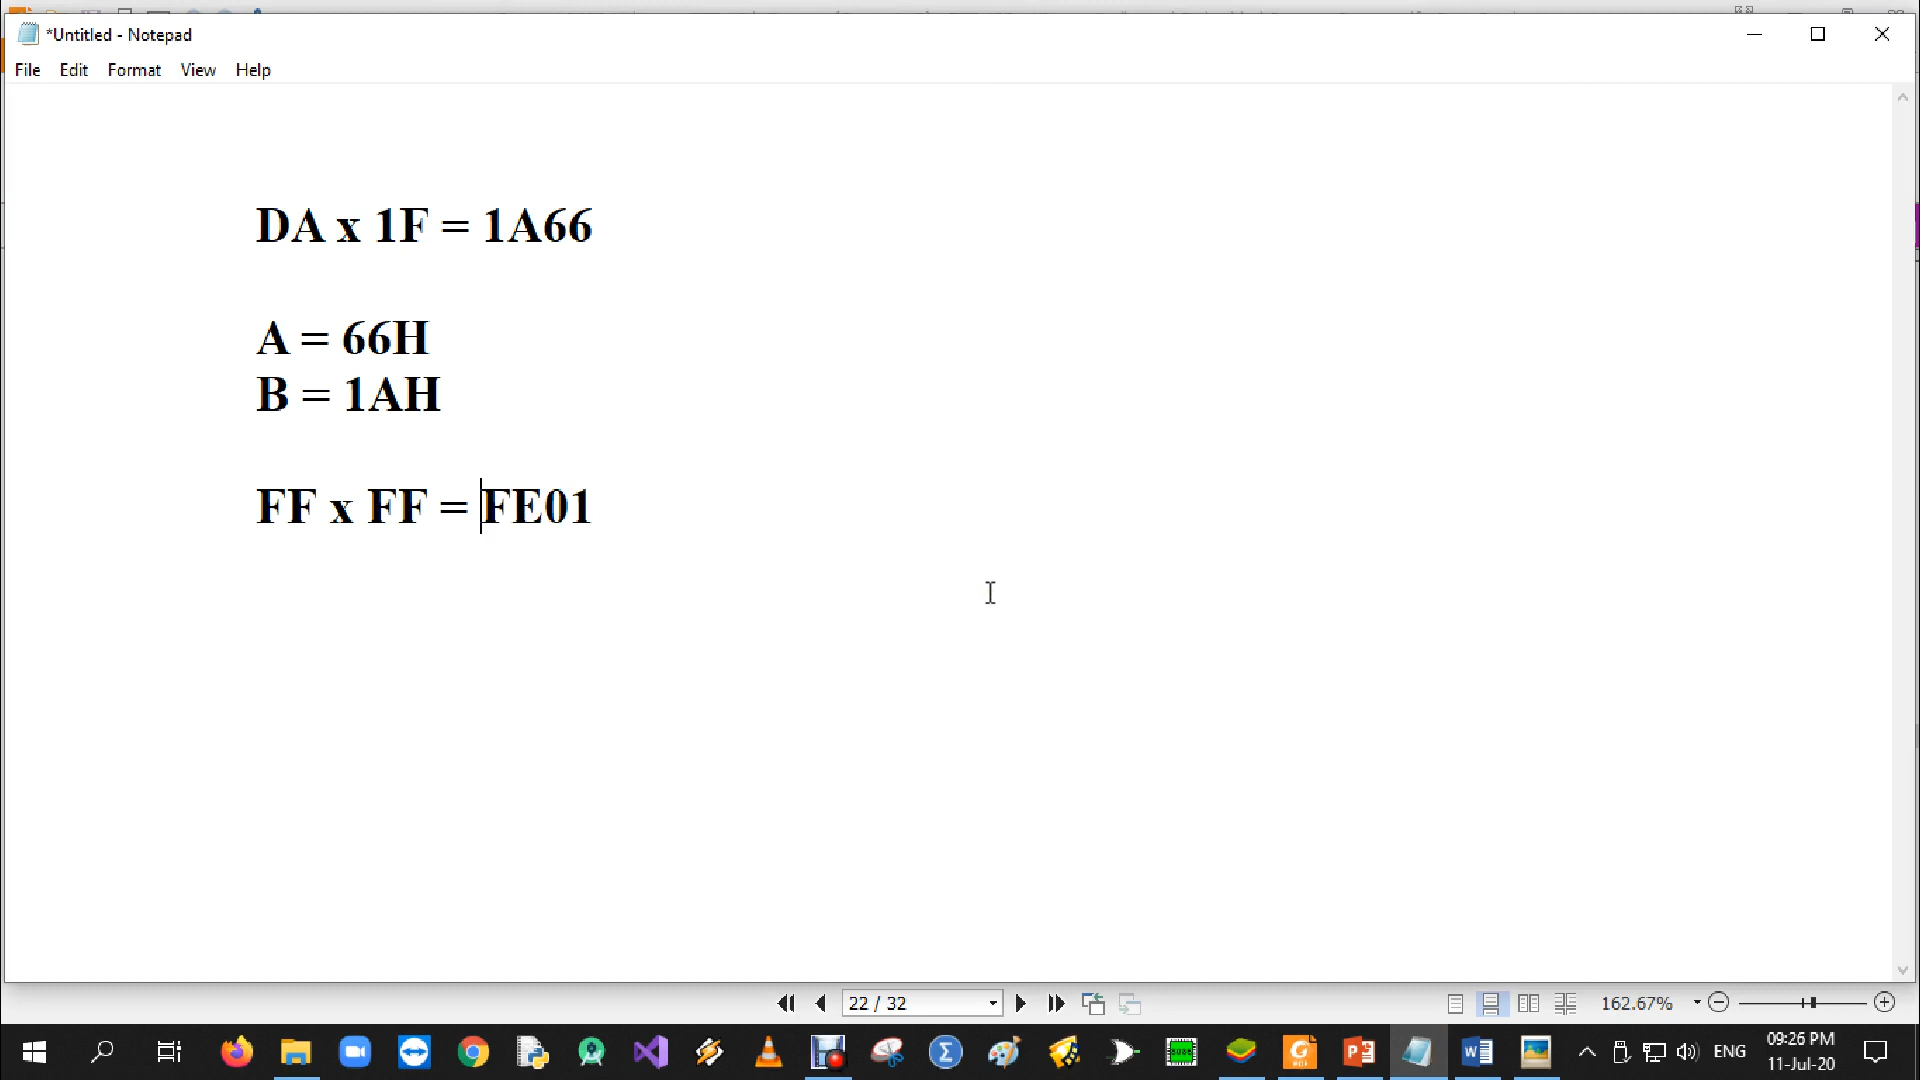 *Untitled - Notepad
File Edit Format View Help
DA x 1F = 1A66
A = 66H
B = 1AH
FF x FF = FE01
22 / 32
162.67%
ENG
09:26 PM
11-Jul-20